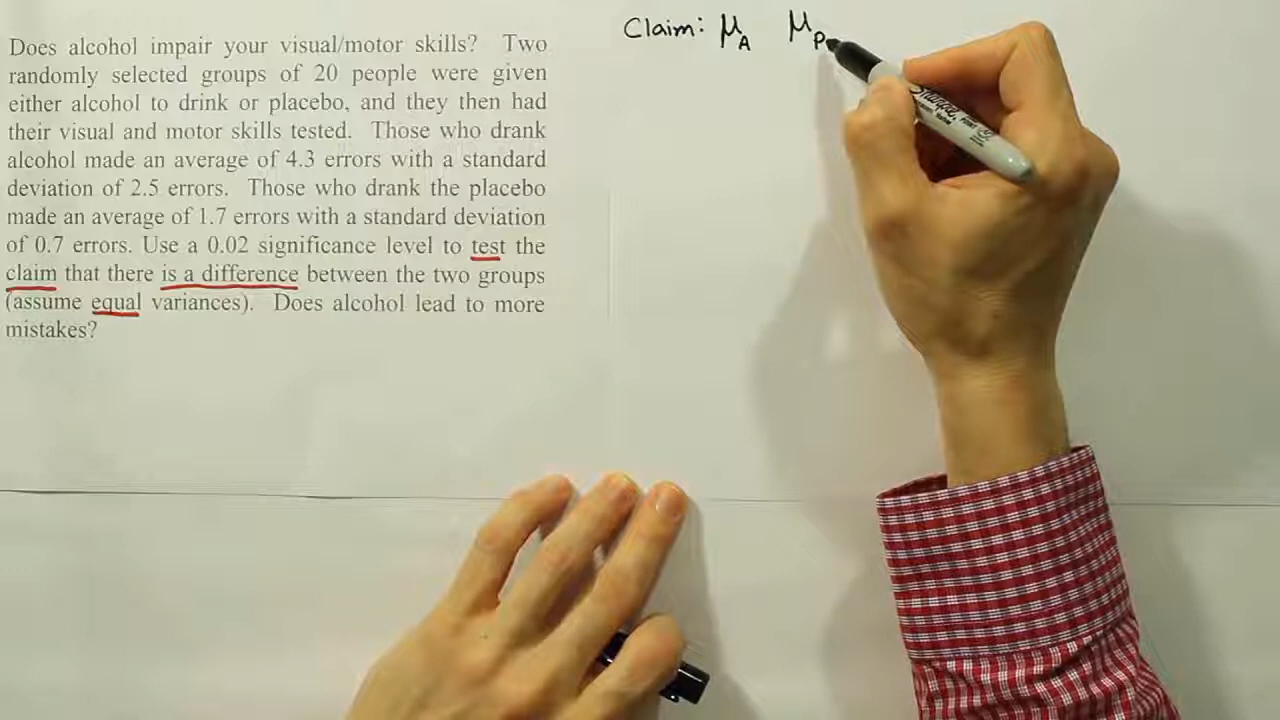 Does alcohol impair your visual/motor skills? Two
randomly selected groups of 20 people were given
either alcohol to drink or placebo, and they then had
their visual and motor skills tested. Those who drank
alcohol made an average of 4.3 errors with a standard
deviation of 2.5 errors. Those who drank the placebo
made an average of 1.7 errors with a standard deviation
of 0.7 errors. Use a 0.02 significance level to test the
claim that there is a difference between the two groups
(assume equal variances). Does alcohol lead to more
mistakes?
Claim: μA μP
Sharpie